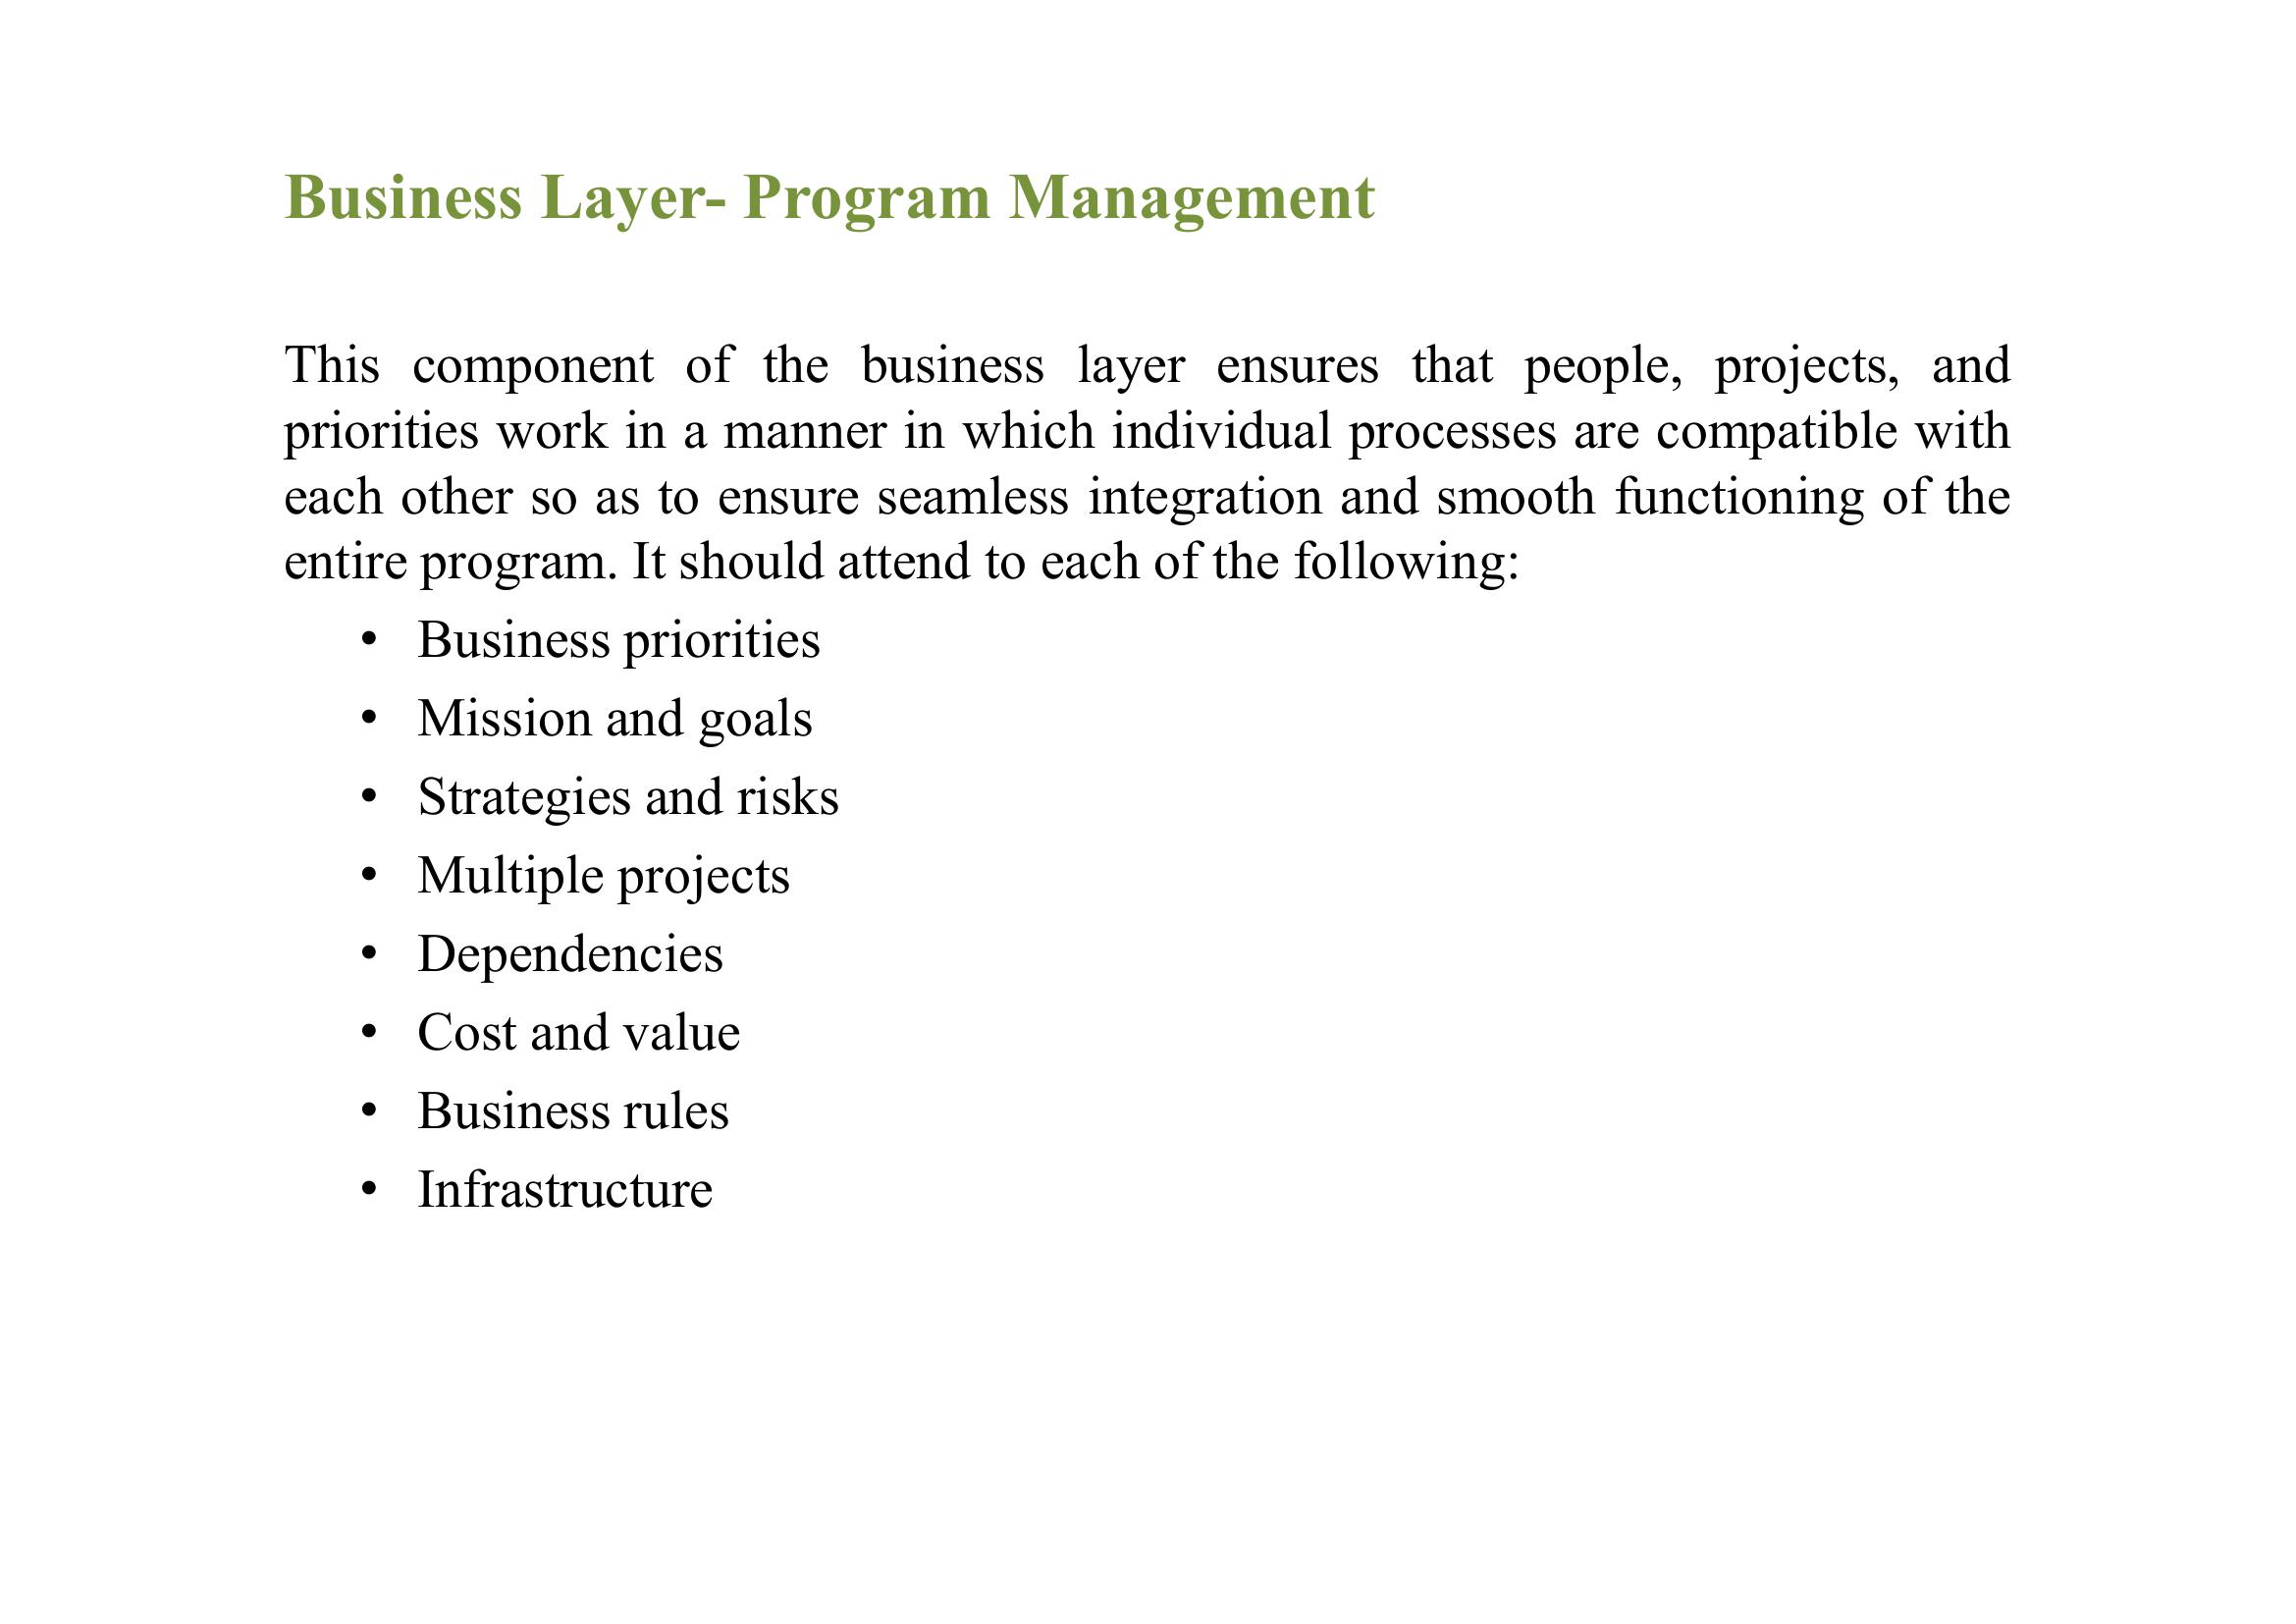 Business Layer- Program Management
This component of the business layer ensures that people, projects, and
priorities work in a manner in which individual processes are compatible with
each other so as to ensure seamless integration and smooth functioning of the
entire program. It should attend to each of the following:
• Business priorities
• Mission and goals
• Strategies and risks
• Multiple projects
• Dependencies
• Cost and value
• Business rules
• Infrastructure